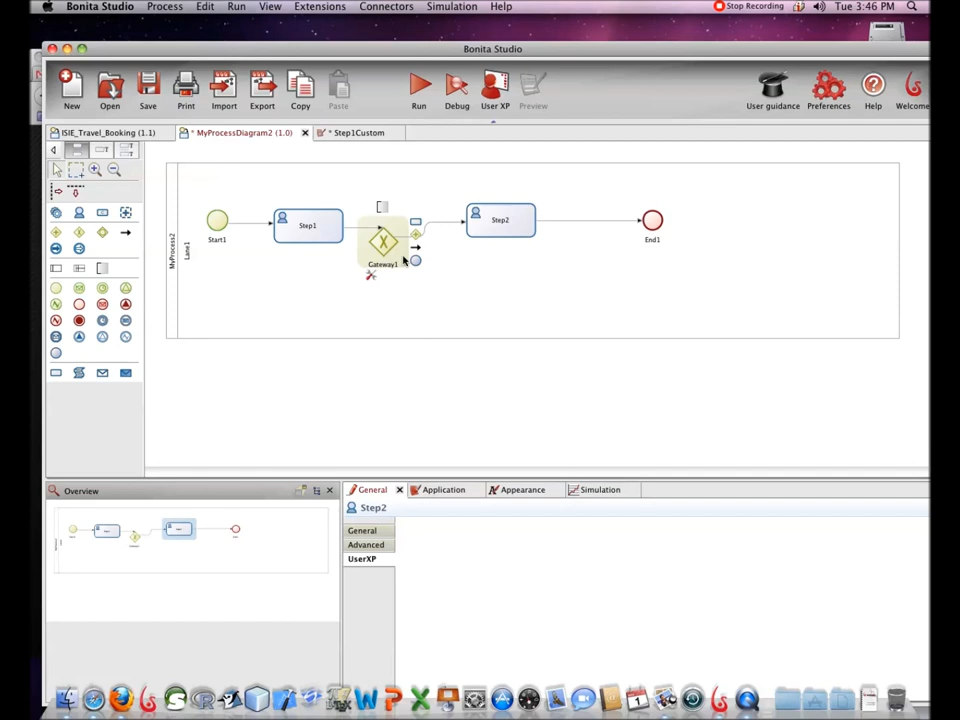 Bonita Studio Process Edit Run View Extensions Connectors Simulation Help Stop Recording Tue 3:46 PM
Bonita Studio
New Open Save Print Import Export Copy Paste Run Debug User XP Preview User guidance Preferences Help Welcome
ISIE_Travel_Booking (1.1) * MyProcessDiagram2 (1.0) * Step1Custom
MyProcess2
Lane1
Start1
Step1
Gateway1
Step2
End1
Overview
General Application Appearance Simulation
Step2
General
Advanced
UserXP